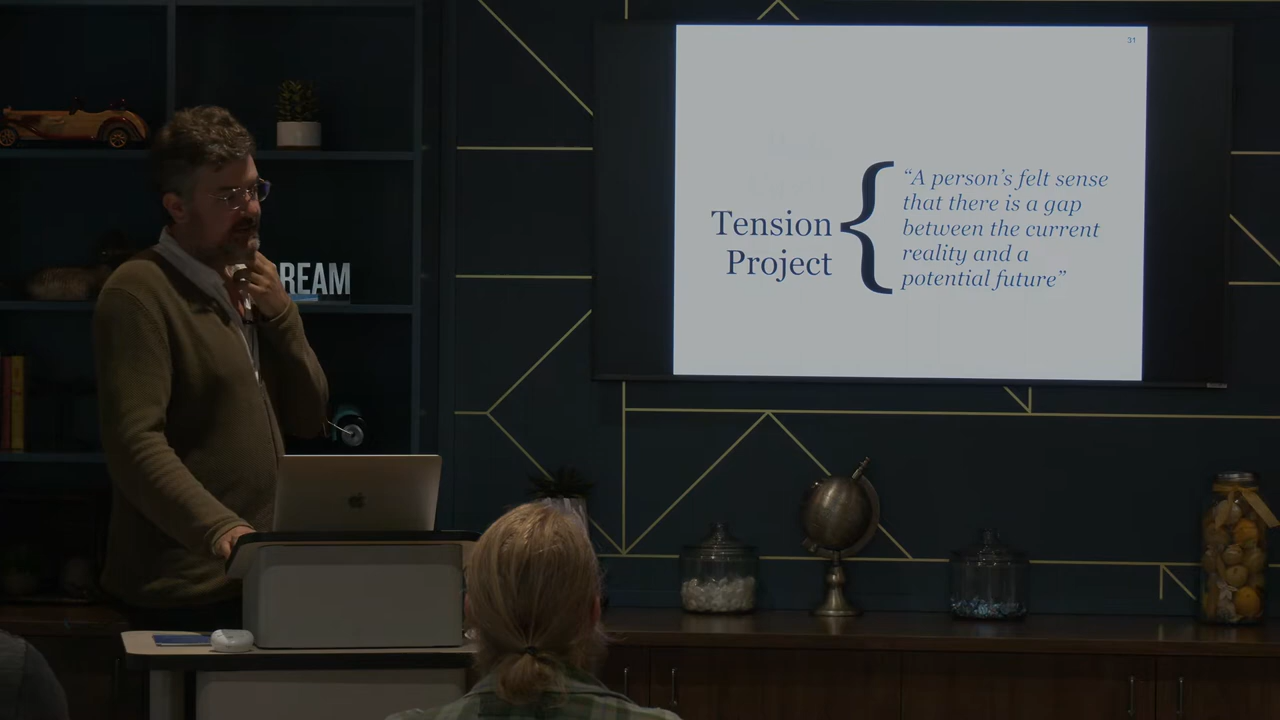 31
Tension
Project
“A person’s felt sense
that there is a gap
between the current
reality and a
potential future”
REAM